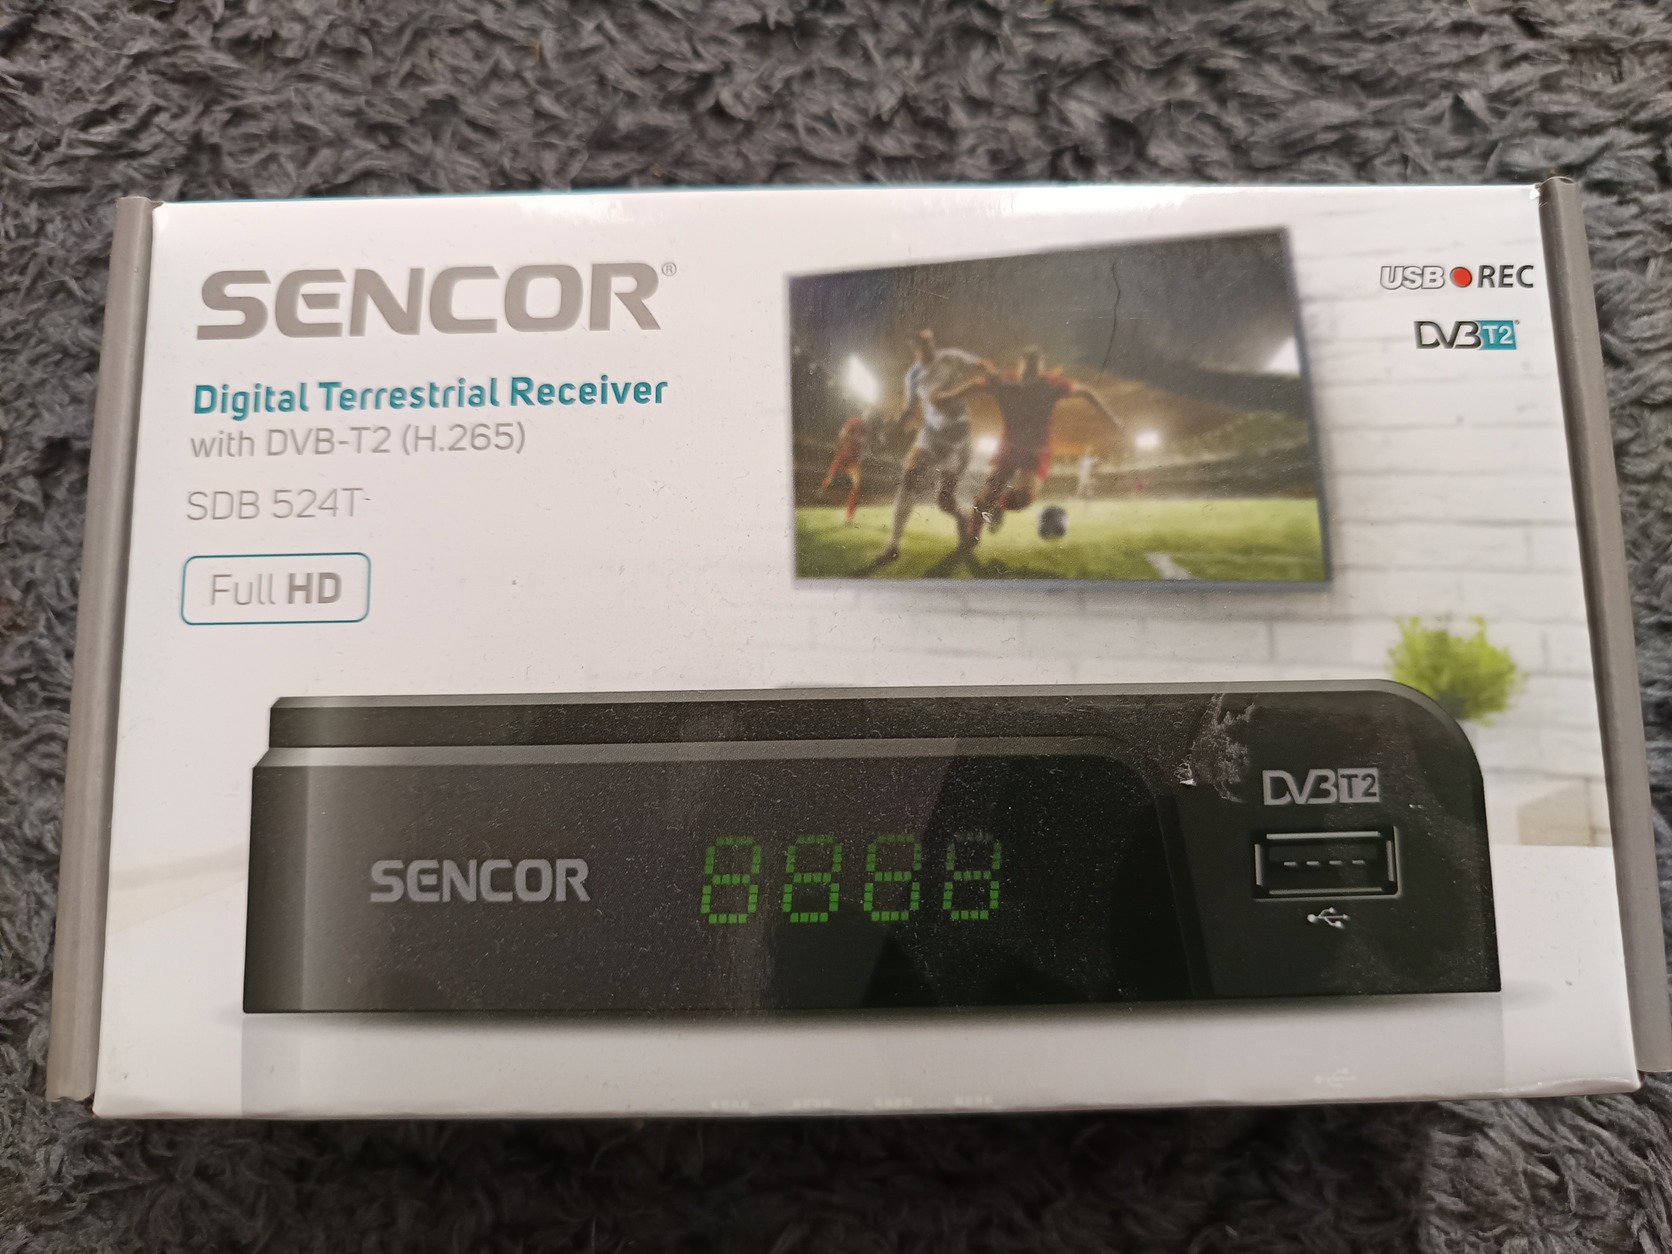 SENCOR®
Digital Terrestrial Receiver
with DVB-T2 (H.265)
SDB 524T
Full HD
USB REC
DVB T2
DVB T2
SENCOR
8888